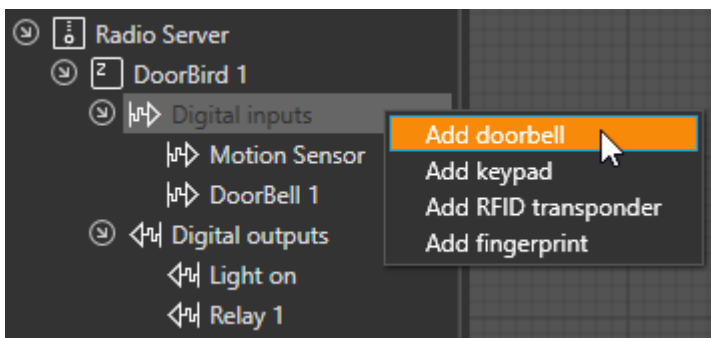 Radio Server
DoorBird 1
Digital inputs
Motion Sensor
DoorBell 1
Digital outputs
Light on
Relay 1
Add doorbell
Add keypad
Add RFID transponder
Add fingerprint